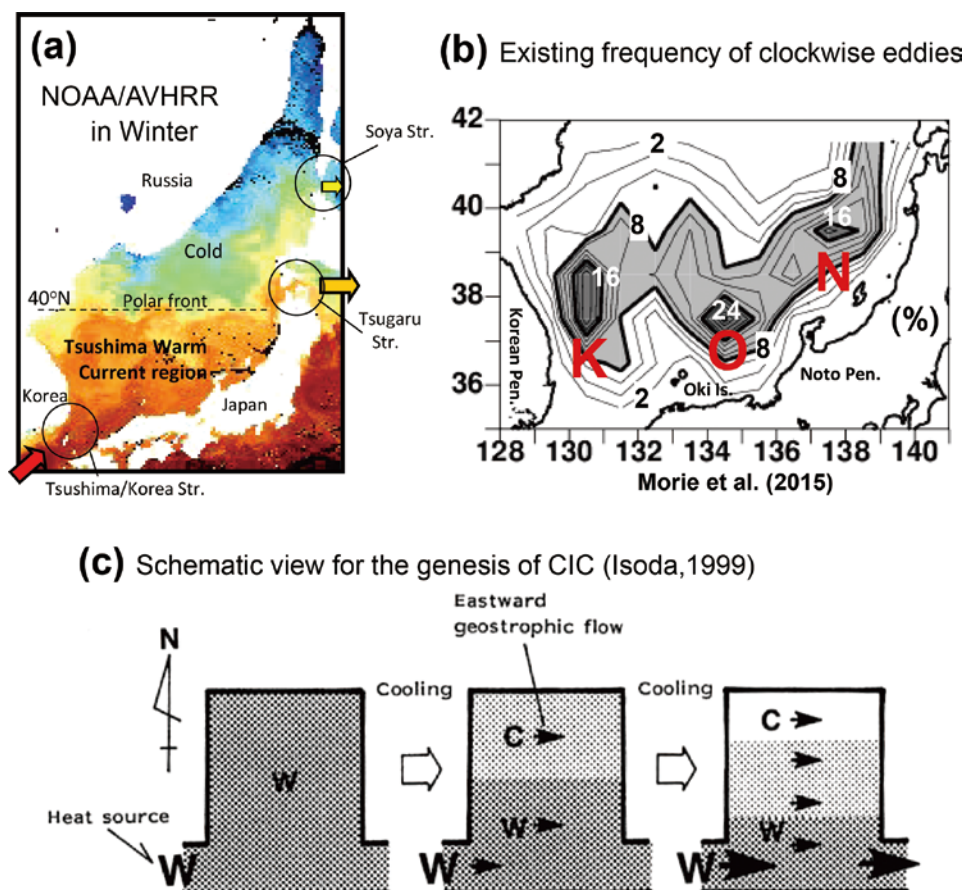 (a)
NOAA/AVHRR
in Winter
Soya Str.
Russia
Cold
40°N
Polar front
Tsugaru
Str.
Tsushima Warm
Current region
Korea
Japan
Tsushima/Korea Str.
(b) Existing frequency of clockwise eddies
42
40
38
36
2
8
8
16
16
N
24
(%)
K
O
8
Korean Pen.
2
Oki Is.
Noto Pen.
128 130 132 134 136 138 140
Morie et al. (2015)
(c) Schematic view for the genesis of CIC (Isoda,1999)
Eastward
geostrophic flow
N
Cooling
Cooling
C
C
W
W
W
Heat source
W
W